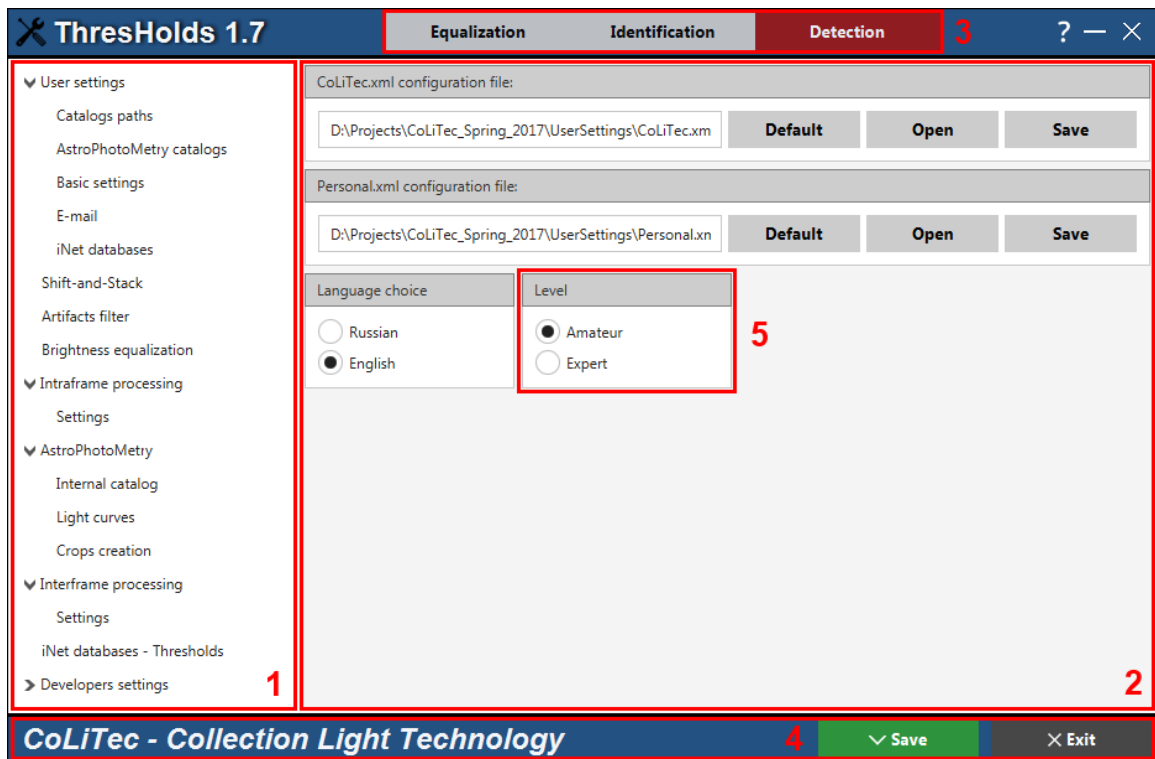 ThresHolds 1.7
Equalization Identification Detection 3 ? — ×
User settings
Catalogs paths
AstroPhotoMetry catalogs
Basic settings
E-mail
iNet databases
Shift-and-Stack
Artifacts filter
Brightness equalization
Intraframe processing
Settings
AstroPhotoMetry
Internal catalog
Light curves
Crops creation
Interframe processing
Settings
iNet databases - Thresholds
Developers settings
1
CoLiTec.xml configuration file:
D:\Projects\CoLiTec_Spring_2017\UserSettings\CoLiTec.xm Default Open Save
Personal.xml configuration file:
D:\Projects\CoLiTec_Spring_2017\UserSettings\Personal.xn Default Open Save
Language choice
Russian
English
Level
Amateur
Expert
5
2
CoLiTec - Collection Light Technology 4 Save Exit